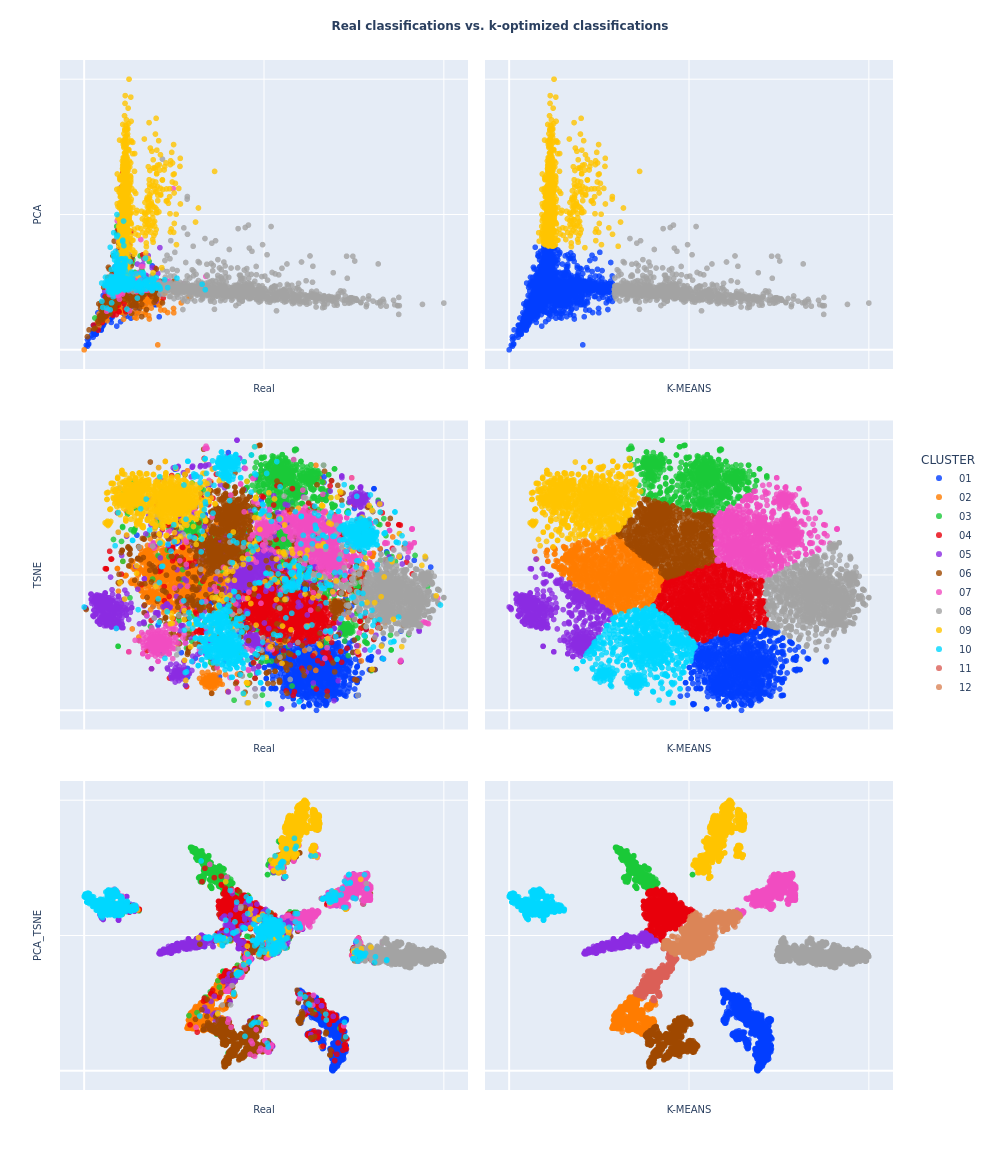 Real classifications vs. k-optimized classifications
PCA
Real
K-MEANS
TSNE
Real
K-MEANS
PCA_TSNE
Real
K-MEANS
CLUSTER
01
02
03
04
05
06
07
08
09
10
11
12